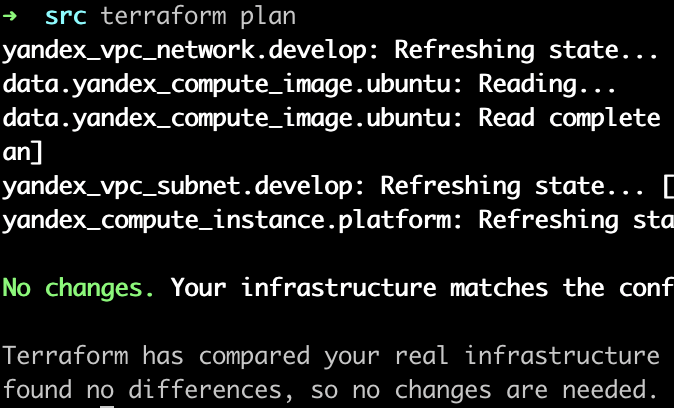 ➜  src terraform plan
yandex_vpc_network.develop: Refreshing state...
data.yandex_compute_image.ubuntu: Reading...
data.yandex_compute_image.ubuntu: Read complete
an]
yandex_vpc_subnet.develop: Refreshing state... [
yandex_compute_instance.platform: Refreshing sta
No changes. Your infrastructure matches the conf
Terraform has compared your real infrastructure
found no differences, so no changes are needed.